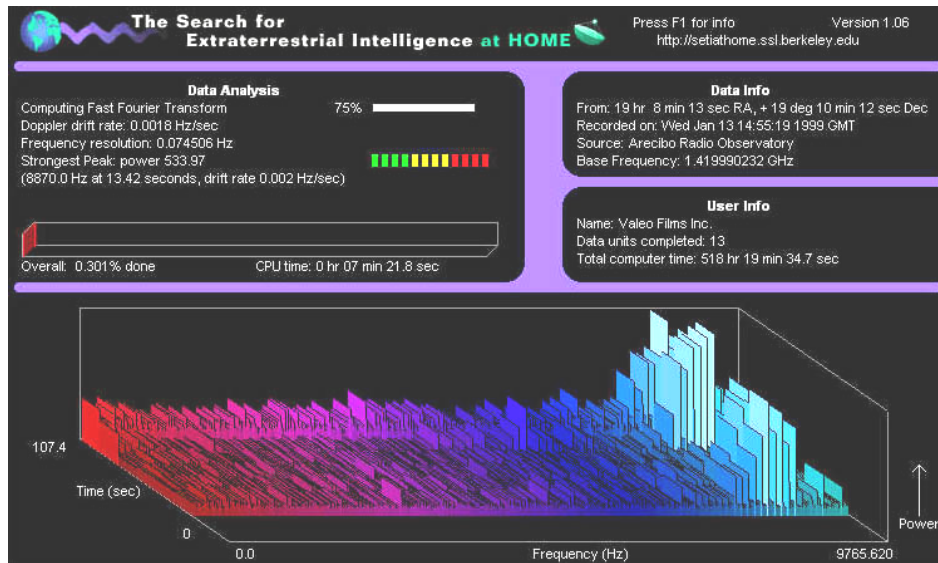 The Search for
Extraterrestrial Intelligence at HOME
Press F1 for info Version 1.06
http://setiathome.ssl.berkeley.edu
Data Analysis
Computing Fast Fourier Transform 75%
Doppler drift rate: 0.0018 Hz/sec
Frequency resolution: 0.074506 Hz
Strongest Peak: power 533.97
(8870.0 Hz at 13.42 seconds, drift rate 0.002 Hz/sec)
Overall: 0.301% done CPU time: 0 hr 07 min 21.8 sec
Data Info
From: 19 hr 8 min 13 sec RA, + 19 deg 10 min 12 sec Dec
Recorded on: Wed Jan 13 14:55:19 1999 GMT
Source: Arecibo Radio Observatory
Base Frequency: 1.419990232 GHz
User Info
Name: Valeo Films Inc.
Data units completed: 13
Total computer time: 518 hr 19 min 34.7 sec
107.4
Time (sec)
0
0.0
Frequency (Hz)
9765.620
Power